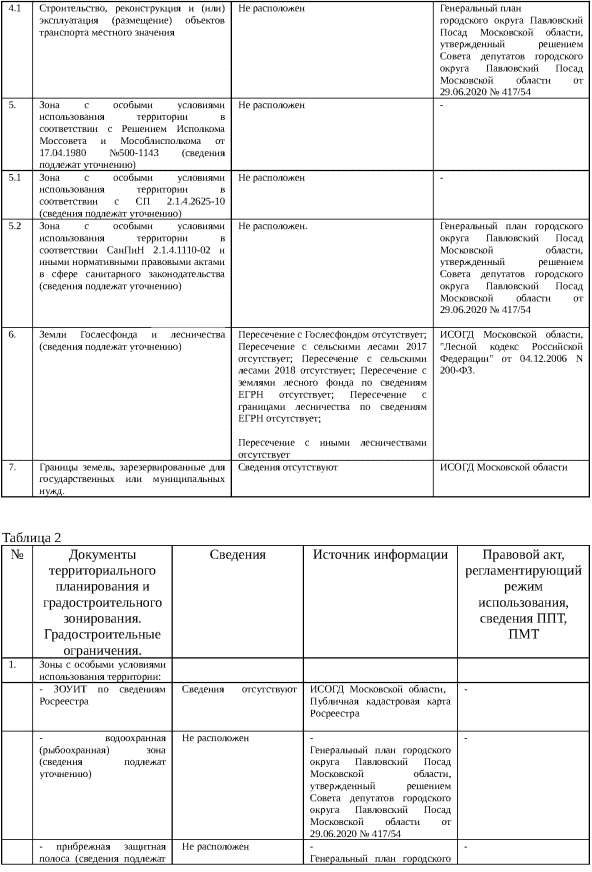 4.1
Строительство, реконструкция и (или)
эксплуатация (размещение) объектов
транспорта местного значения
Не расположен
Генеральный план
городского округа Павловский
Посад Московской области,
утвержденный решением
Совета депутатов городского
округа Павловский Посад
Московской области от
29.06.2020 № 417/54
5.
Зона с особыми условиями
использования территории в
соответствии с Решением Исполкома
Моссовета и Мособлисполкома от
17.04.1980 №500-1143 (сведения
подлежат уточнению)
Не расположен
-
5.1
Зона с особыми условиями
использования территории в
соответствии с СП 2.1.4.2625-10
(сведения подлежат уточнению)
Не расположен
-
5.2
Зона с особыми условиями
использования территории в
соответствии СанПиН 2.1.4.1110-02 и
иными нормативными правовыми актами
в сфере санитарного законодательства
(сведения подлежат уточнению)
Не расположен.
Генеральный план городского
округа Павловский Посад
Московской области,
утвержденный решением
Совета депутатов городского
округа Павловский Посад
Московской области от
29.06.2020 № 417/54
6.
Земли Гослесфонда и лесничества
(сведения подлежат уточнению)
Пересечение с Гослесфондом отсутствует;
Пересечение с сельскими лесами 2017
отсутствует; Пересечение с сельскими
лесами 2018 отсутствует; Пересечение с
землями лесного фонда по сведениям
ЕГРН отсутствует; Пересечение с
границами лесничества по сведениям
ЕГРН отсутствует;
Пересечение с иными лесничествами
отсутствует
ИСОГД Московской области,
"Лесной кодекс Российской
Федерации" от 04.12.2006 N
200-ФЗ.
7.
Границы земель, зарезервированные для
государственных или муниципальных
нужд.
Сведения отсутствуют
ИСОГД Московской области
Таблица 2
№
Документы
территориального
планирования и
градостроительного
зонирования.
Градостроительные
ограничения.
Сведения
Источник информации
Правовой акт,
регламентирующий
режим
использования,
сведения ППТ,
ПМТ
1.
Зоны с особыми условиями
использования территории:
- ЗОУИТ по сведениям
Росреестра
Сведения отсутствуют
ИСОГД Московской области,
Публичная кадастровая карта
Росреестра
-
- водоохранная
(рыбоохранная) зона
(сведения подлежат
уточнению)
Не расположен
-
Генеральный план городского
округа Павловский Посад
Московской области,
утвержденный решением
Совета депутатов городского
округа Павловский Посад
Московской области от
29.06.2020 № 417/54
-
- прибрежная защитная
полоса (сведения подлежат
Не расположен
-
Генеральный план городского
-